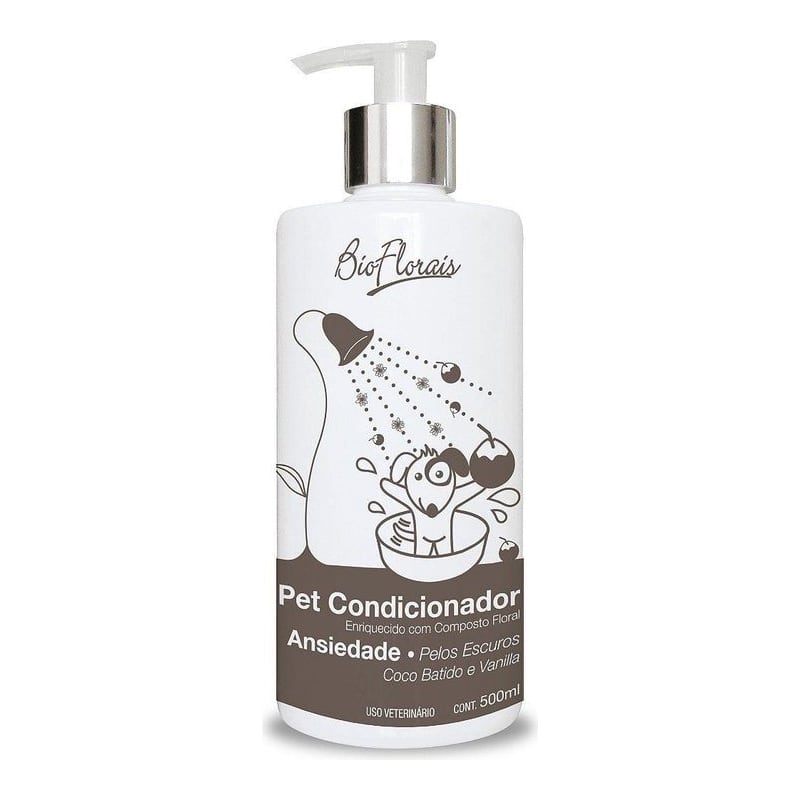 BioFlorais
Pet Condicionador
Enriquecido com Composto Floral
Ansiedade • Pelos Escuros
Coco Batido e Vanilla
USO VETERINÁRIO CONT. 500ml